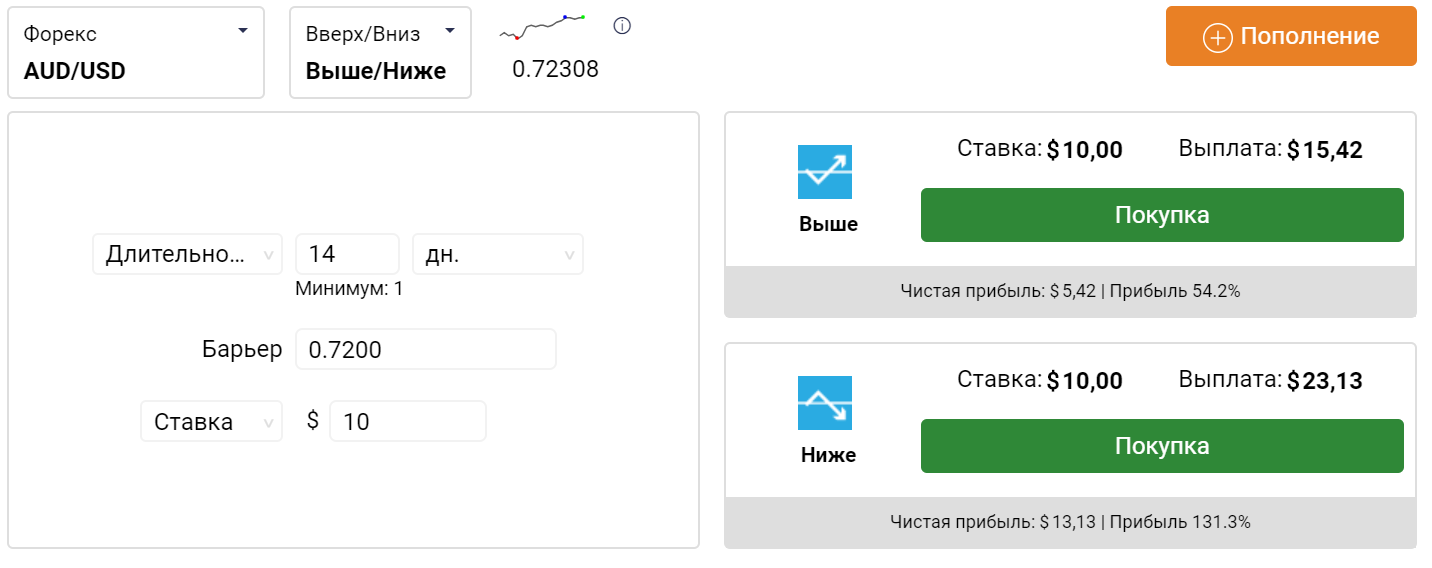 Форекс
AUD/USD
Вверх/Вниз
Выше/Ниже
0.72308
Пополнение
Длительно...
14
дн.
Минимум: 1
Барьер
0.7200
Ставка
$
10
Ставка: $10,00 Выплата: $15,42
Выше
Покупка
Чистая прибыль: $5,42 | Прибыль 54.2%
Ставка: $10,00 Выплата: $23,13
Ниже
Покупка
Чистая прибыль: $13,13 | Прибыль 131.3%